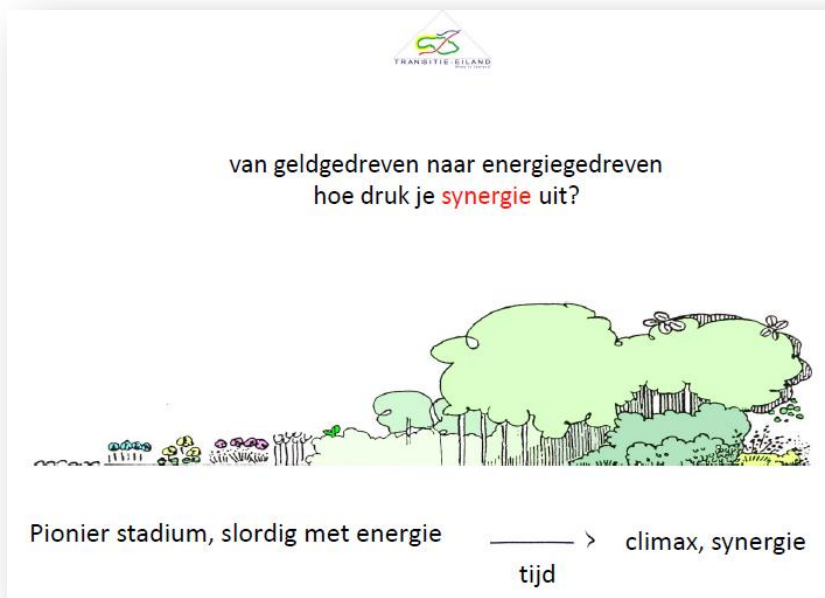 TRANSITIE-EILAND
van geldgedreven naar energiegedreven
hoe druk je synergie uit?
Pionier stadium, slordig met energie
climax, synergie
tijd